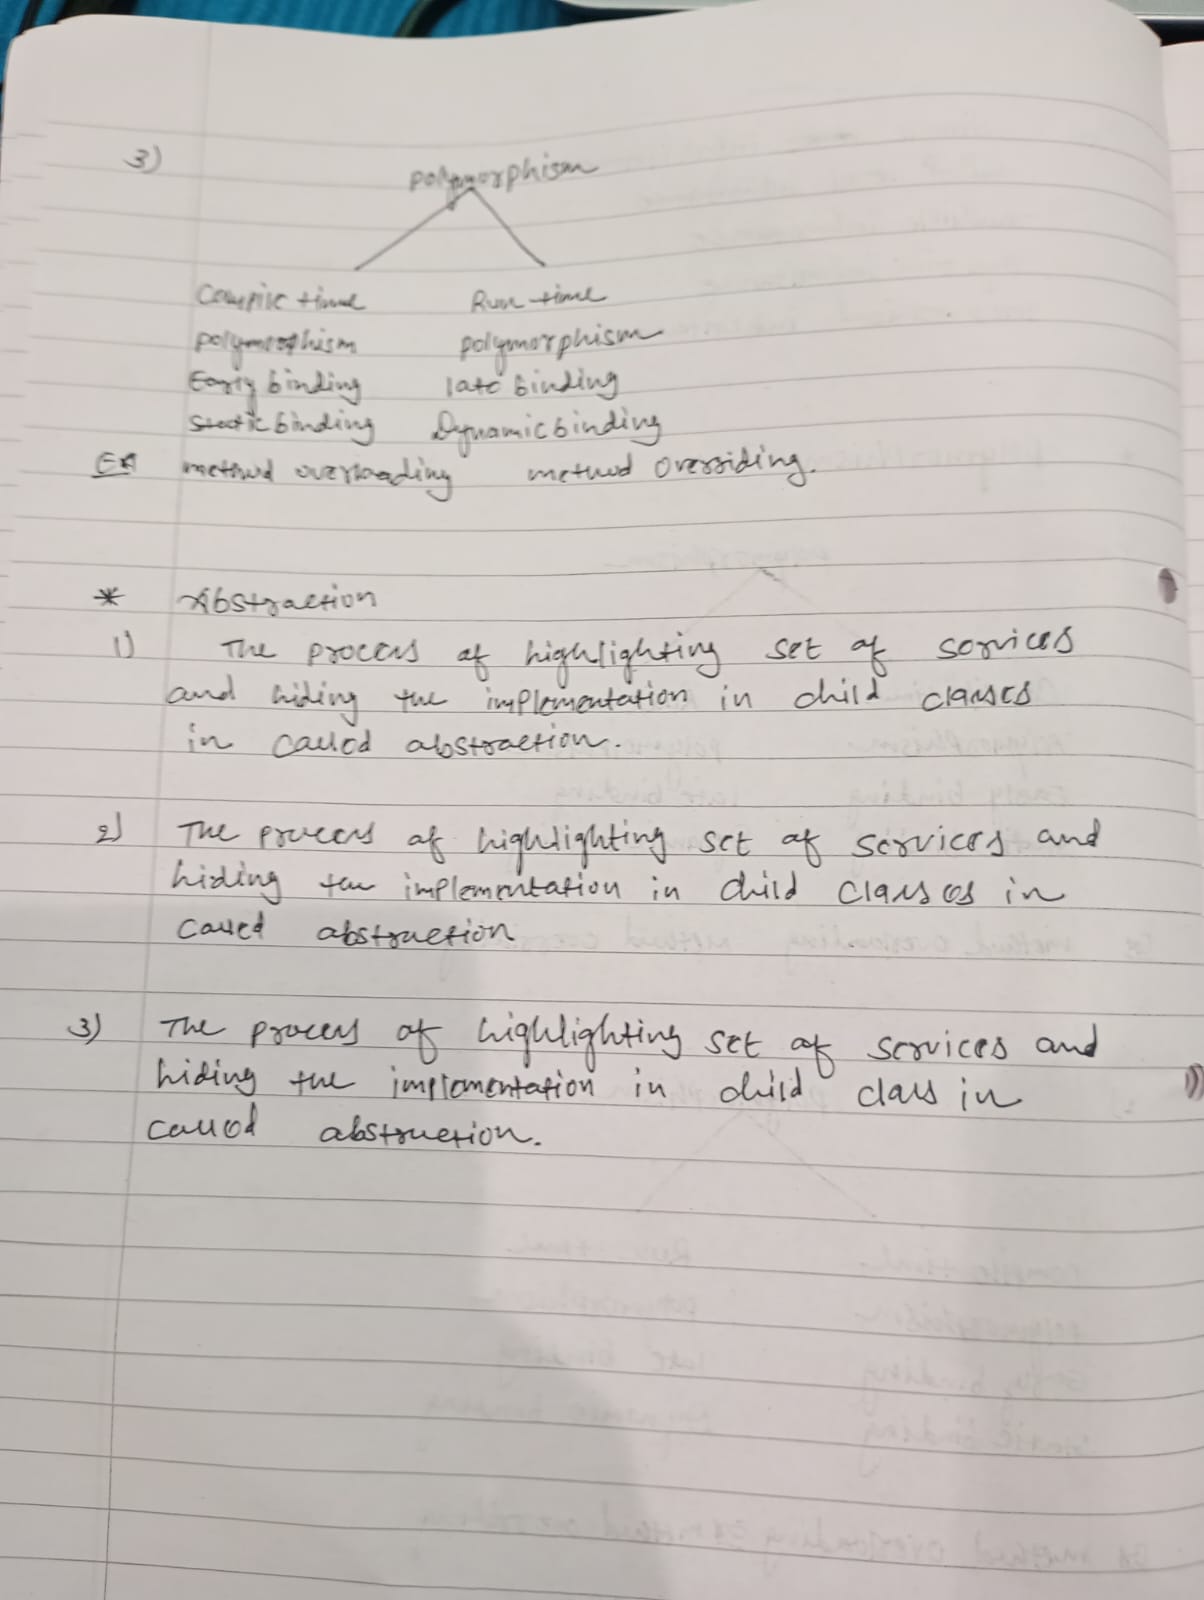 3)
polymorphism
Compile time Run time
polymorphism polymorphism
Early binding late binding
Static binding Dynamic binding
Ex method overloading method overriding.
* Abstraction
1) The process of highlighting set of services
and hiding the implementation in child classes
in called abstraction.
2) The process of highlighting set of services and
hiding the implementation in child classes in
called abstraction
3) The process of highlighting set of services and
hiding the implementation in child class in
called abstraction.